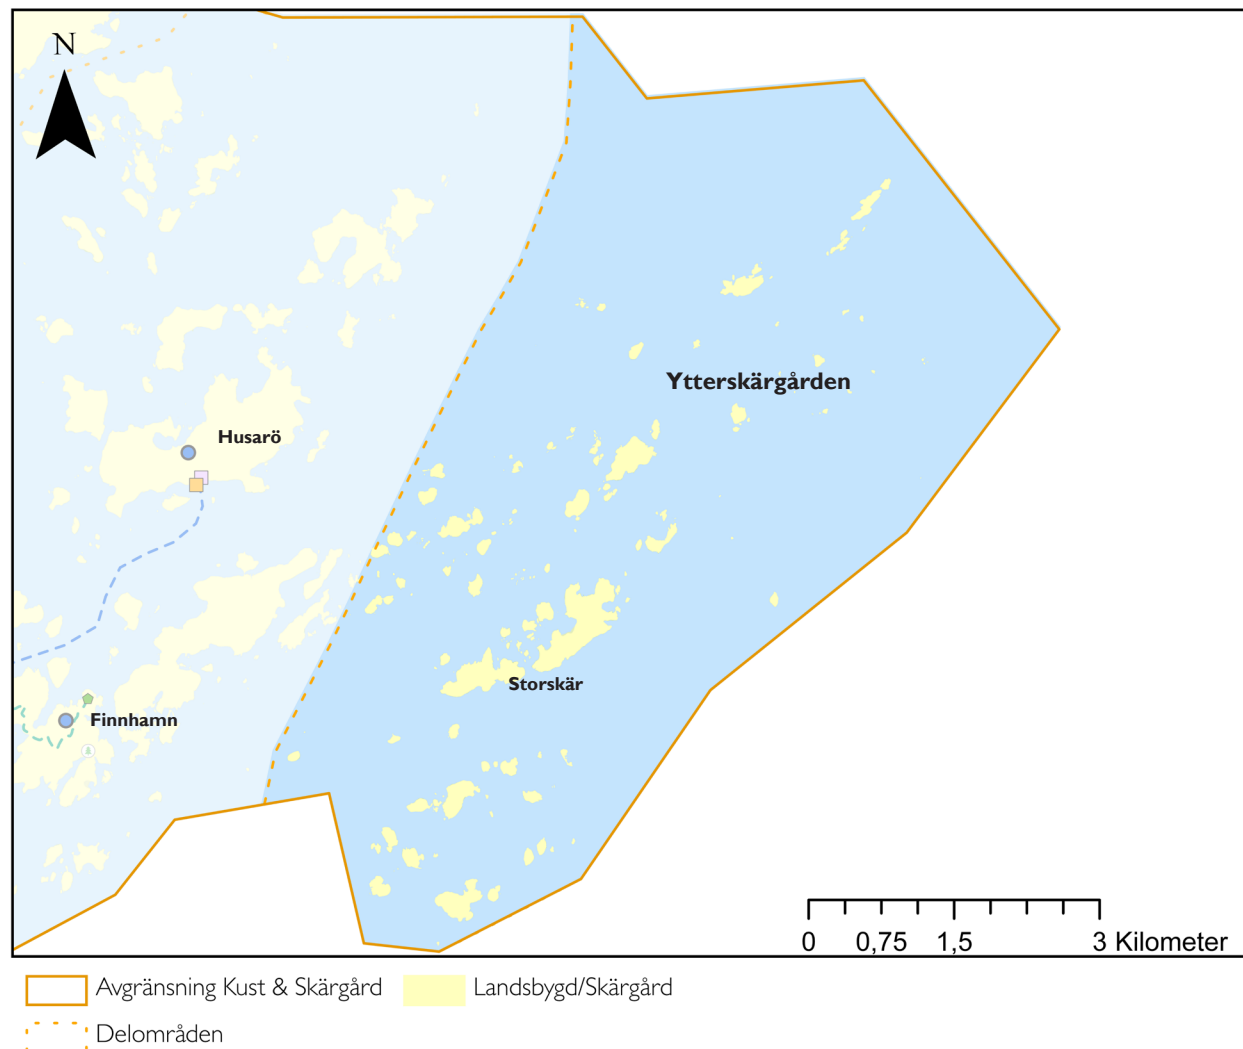 N
Ytterskärgården
Husarö
Storskär
Finnhamn
0 0,75 1,5 3 Kilometer
Avgränsning Kust & Skärgård Landsbygd/Skärgård
Delområden